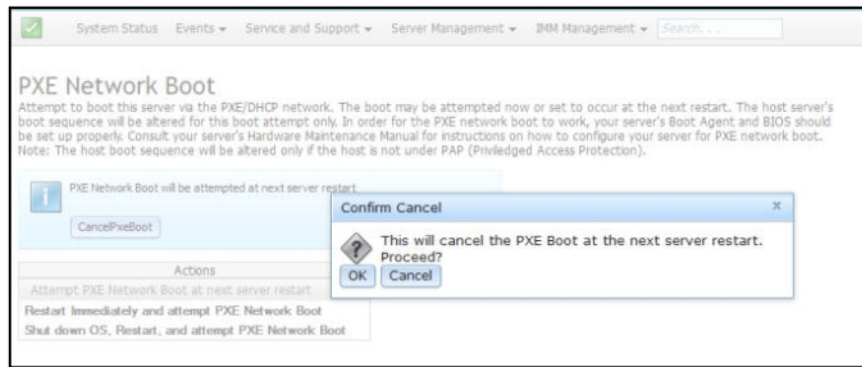 System Status Events Service and Support Server Management IMM Management Search...
PXE Network Boot
Attempt to boot this server via the PXE/DHCP network. The boot may be attempted now or set to occur at the next restart. The host server's
boot sequence will be altered for this boot attempt only. In order for the PXE network boot to work, your server's Boot Agent and BIOS should
be set up properly. Consult your server's Hardware Maintenance Manual for instructions on how to configure your server for PXE network boot.
Note: The host boot sequence will be altered only if the host is not under PAP (Priviledged Access Protection).
PXE Network Boot will be attempted at next server restart
CancelPxeBoot
Confirm Cancel x
This will cancel the PXE Boot at the next server restart.
Proceed?
OK Cancel
Actions
Attempt PXE Network Boot at next server restart
Restart Immediately and attempt PXE Network Boot
Shut down OS, Restart, and attempt PXE Network Boot